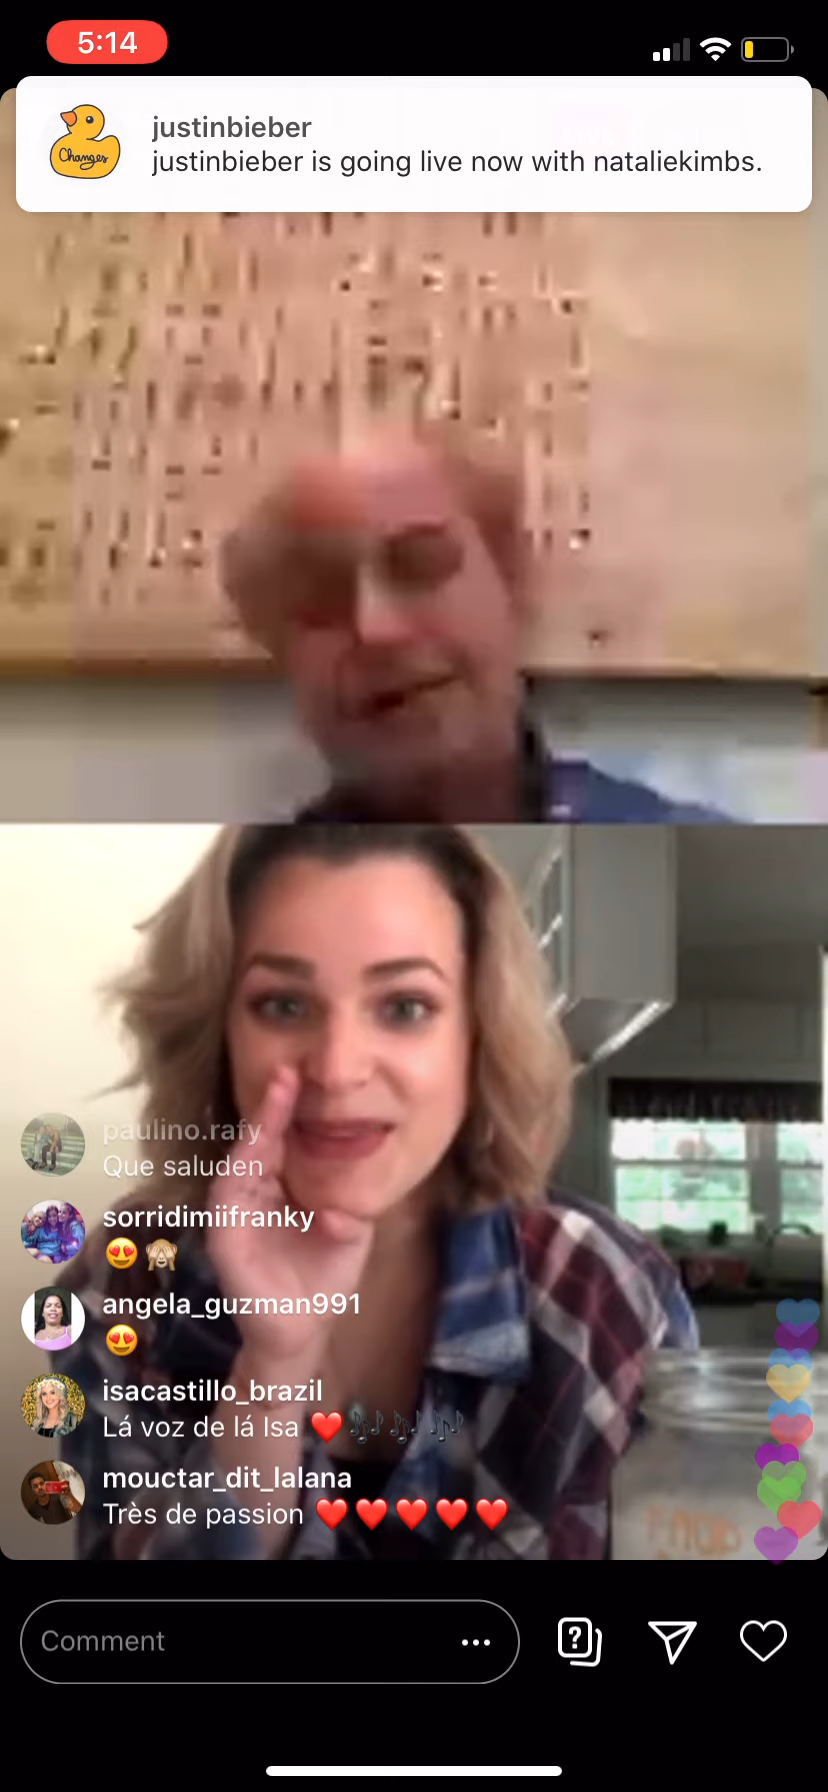 5:14
Changes
justinbieber
justinbieber is going live now with nataliekimbs.
paulino.rafy
Que saluden
sorridimiifranky
😍🙈
angela_guzman991
😍
isacastillo_brazil
Lá voz de lá Isa ❤️🎶🎶🎶
mouctar_dit_lalana
Très de passion ❤️❤️❤️❤️❤️
Comment